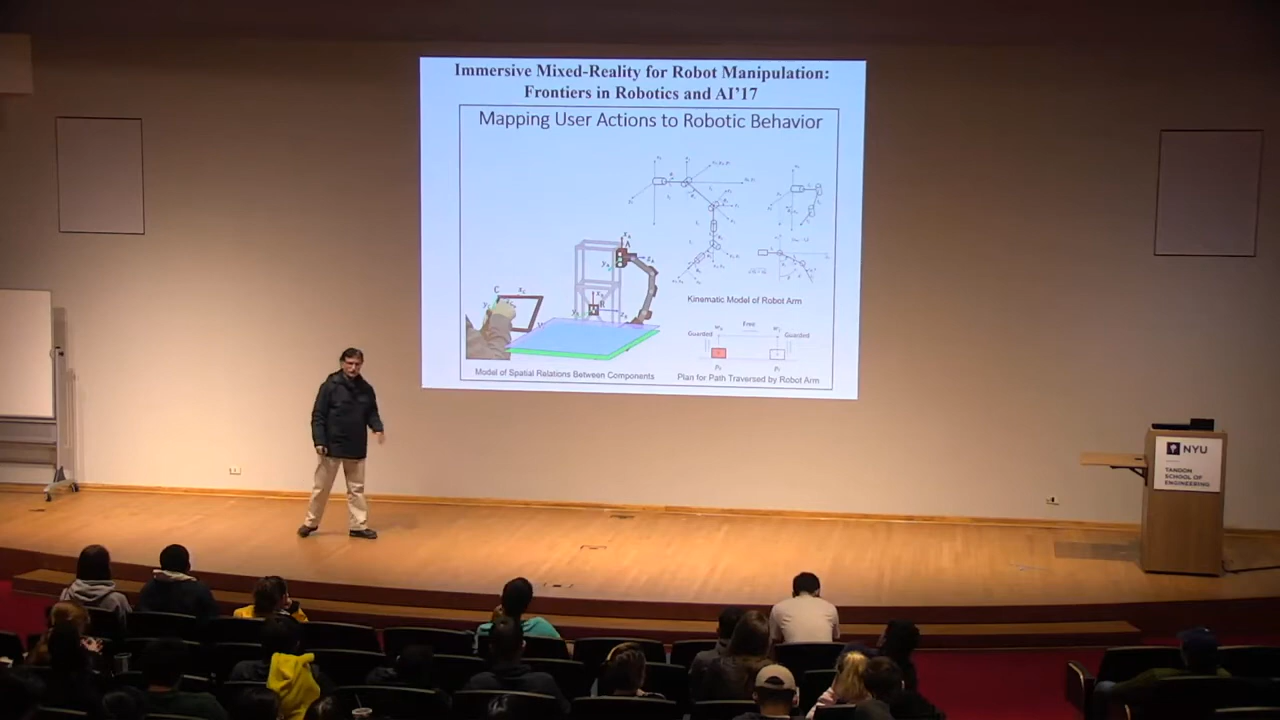 Immersive Mixed-Reality for Robot Manipulation:
Frontiers in Robotics and AI'17
Mapping User Actions to Robotic Behavior
Kinematic Model of Robot Arm
Guarded
Free
Guarded
Model of Spatial Relations Between Components
Plan for Path Traversed by Robot Arm
NYU
TANDON
SCHOOL OF
ENGINEERING